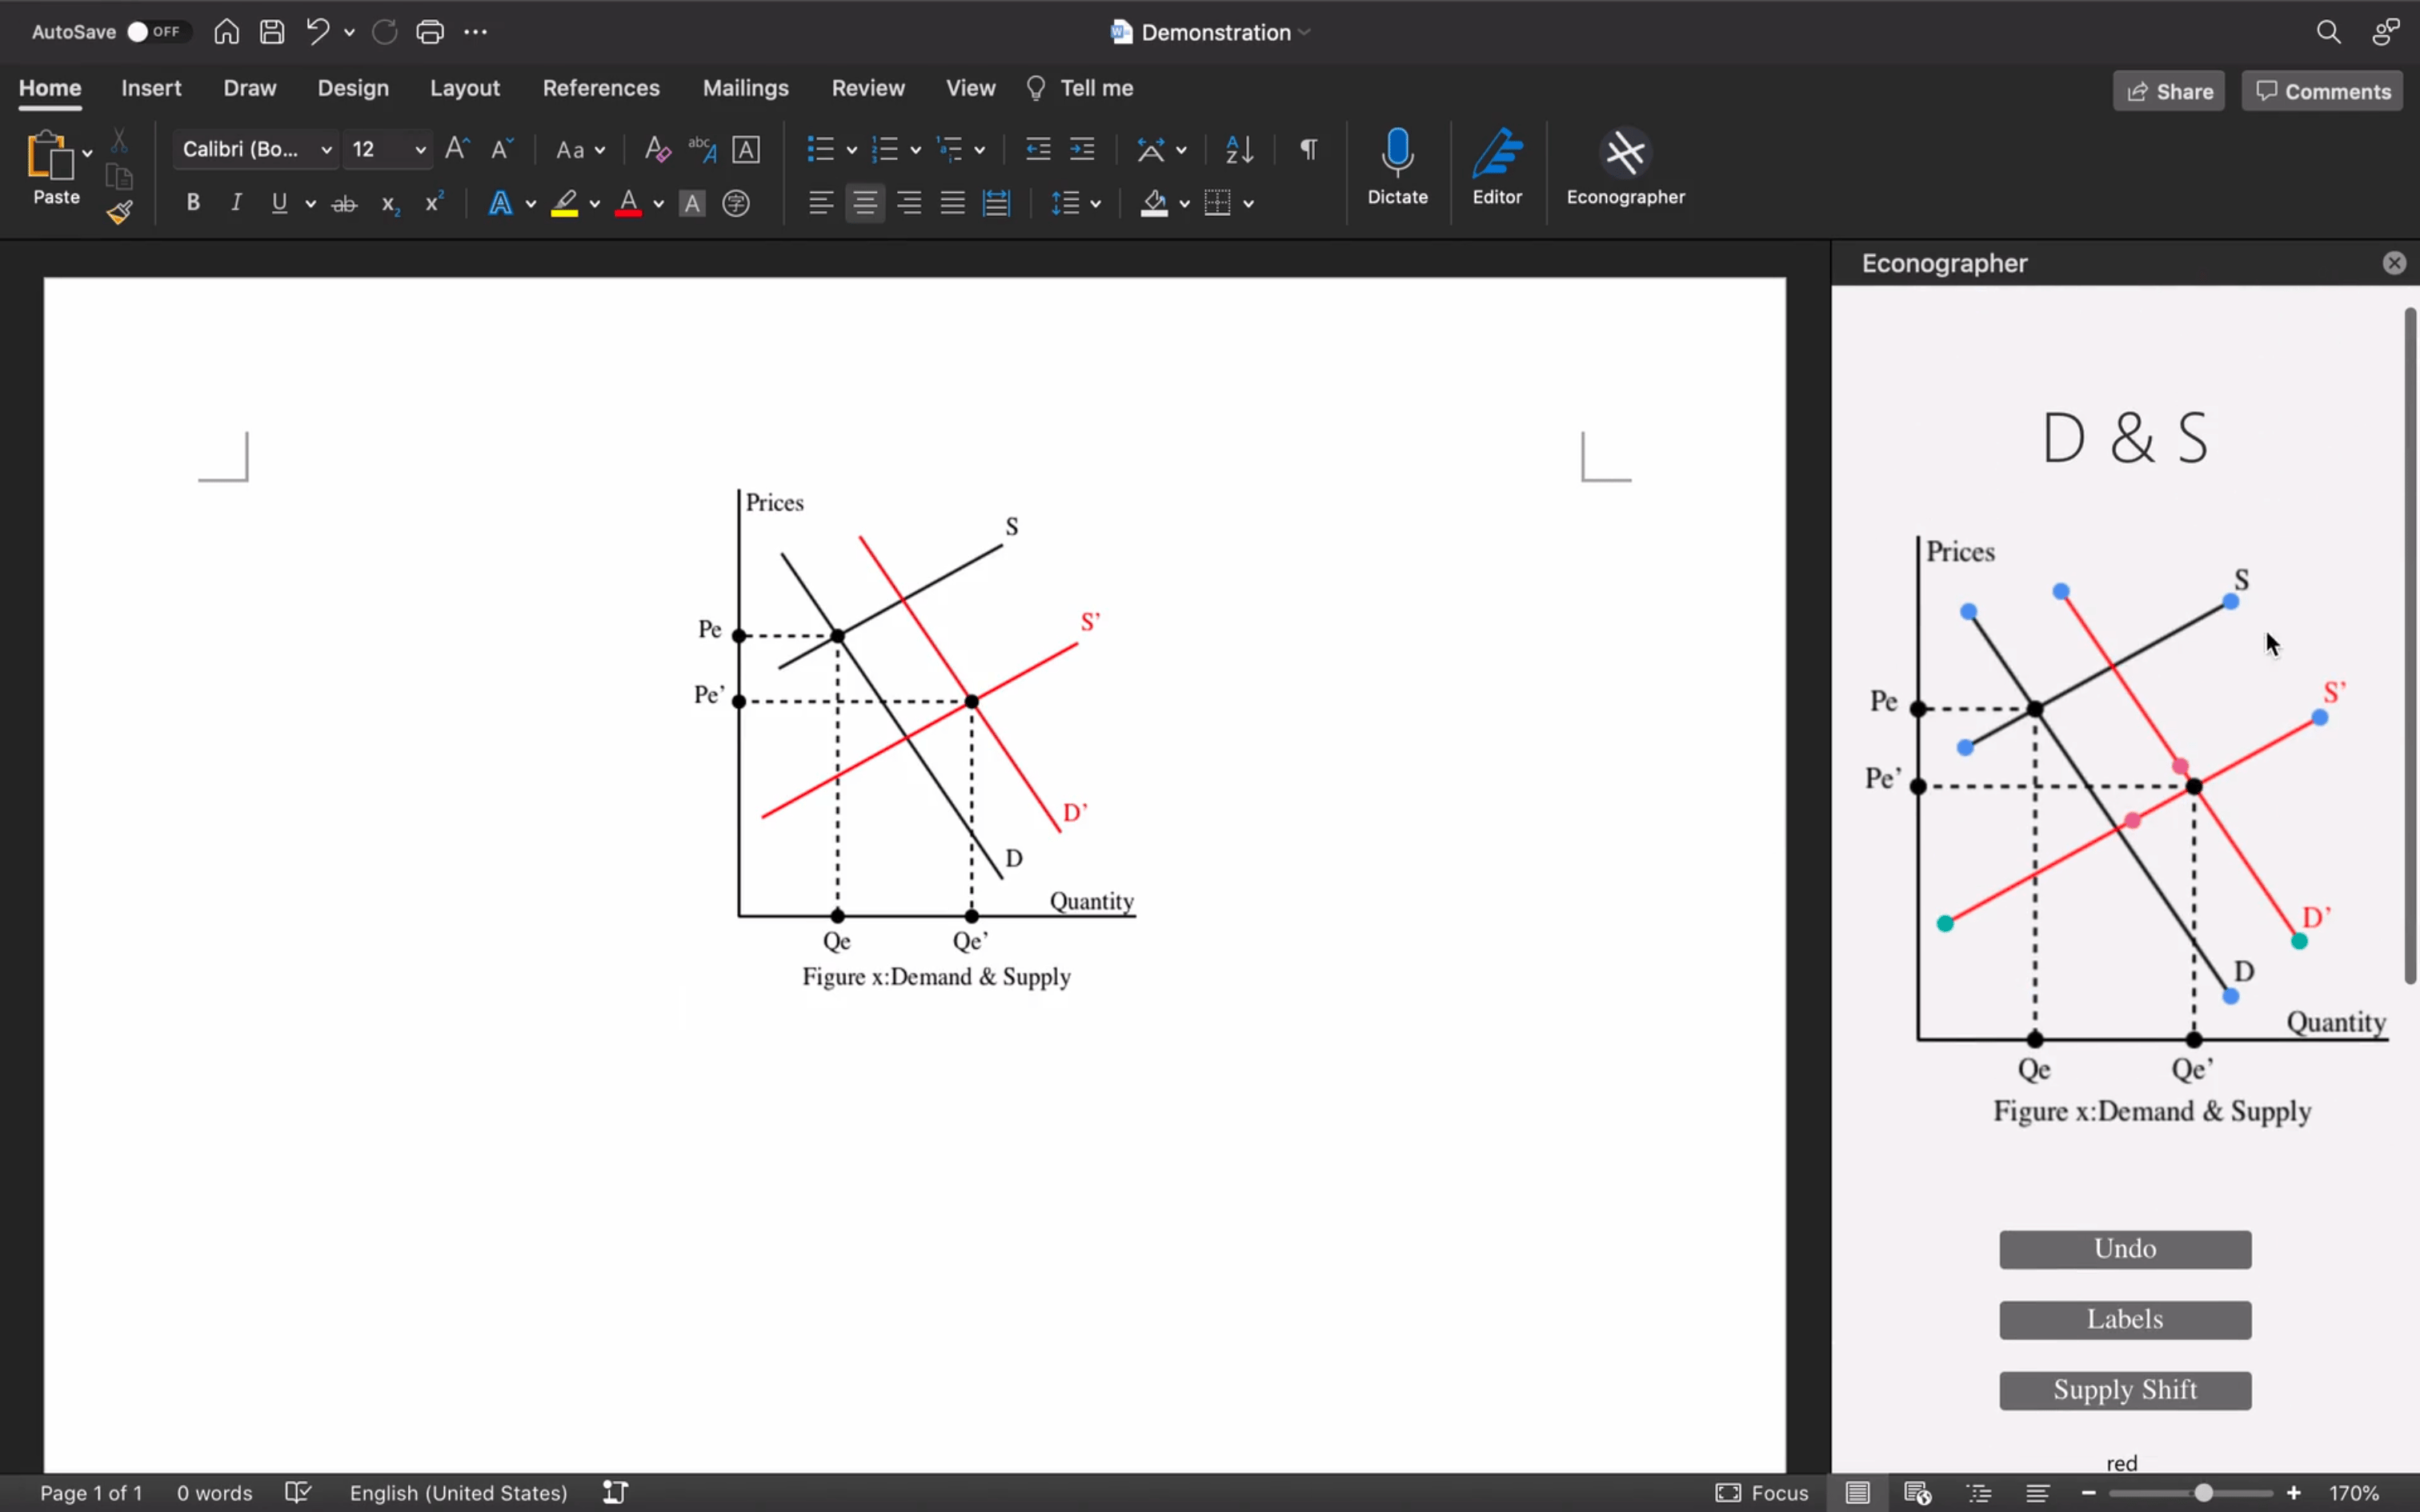 AutoSave OFF
Demonstration
Home Insert Draw Design Layout References Mailings Review View Tell me
Share Comments
Paste
Calibri (Bo... 12
Dictate Editor Econographer
Econographer
Prices
S
S’
Pe
Pe’
D’
D
Quantity
Qe Qe’
Figure x:Demand & Supply
D & S
Prices
S
S’
Pe
Pe’
D’
D
Quantity
Qe Qe’
Figure x:Demand & Supply
Undo
Labels
Supply Shift
red
Page 1 of 1 0 words English (United States) Focus 170%